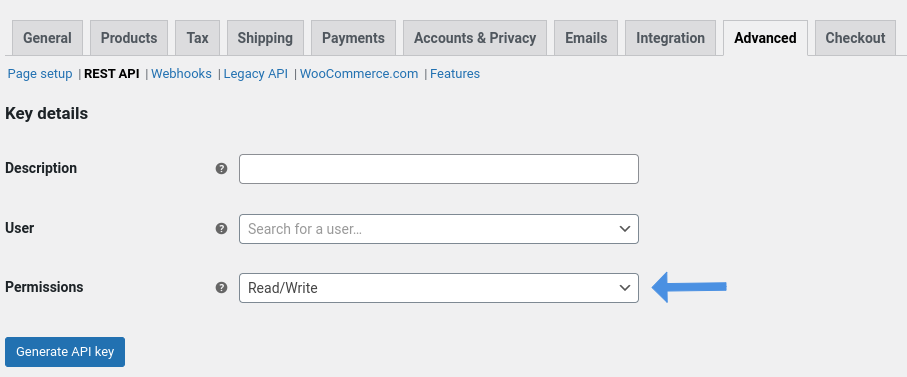 General Products Tax Shipping Payments Accounts & Privacy Emails Integration Advanced Checkout
Page setup | REST API | Webhooks | Legacy API | WooCommerce.com | Features
Key details
Description ?
User ? Search for a user...
Permissions ? Read/Write
Generate API key